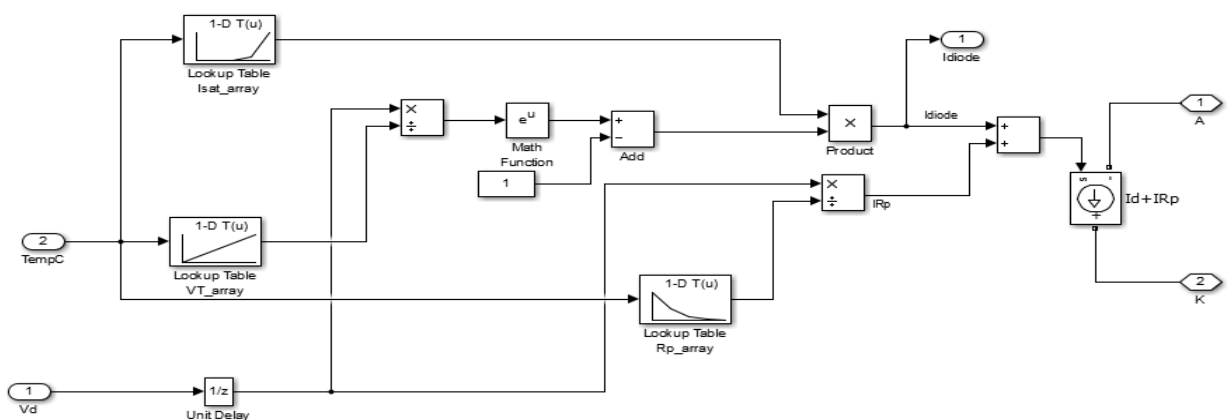 1-D T(u)
Lookup Table
Isat_array
1
Idiode
×
÷
e^u
Math
Function
+
−
Add
1
×
Product
Idiode
+
+
1
A
s
-
+
Id+IRp
2
TempC
1-D T(u)
Lookup Table
VT_array
×
÷
IRp
1-D T(u)
Lookup Table
Rp_array
2
K
1
Vd
1/z
Unit Delay